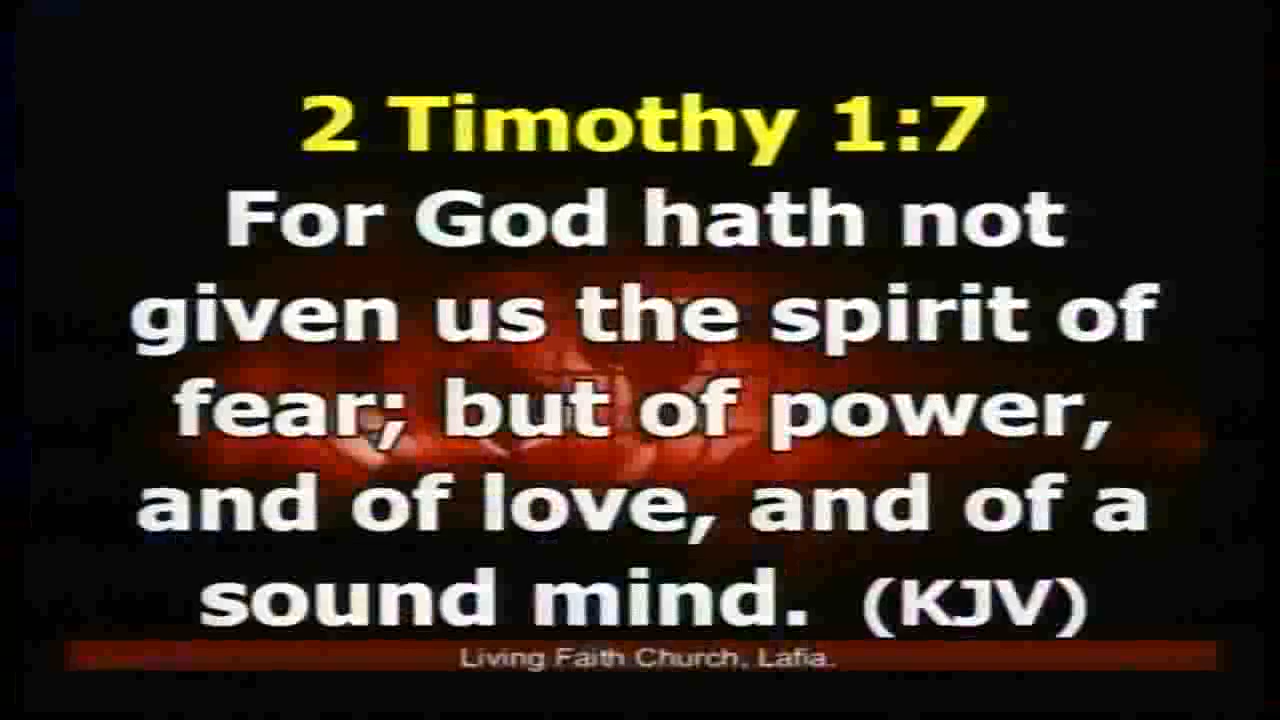 2 Timothy 1:7
For God hath not
given us the spirit of
fear; but of power,
and of love, and of a
sound mind. (KJV)
Living Faith Church, Lafia.